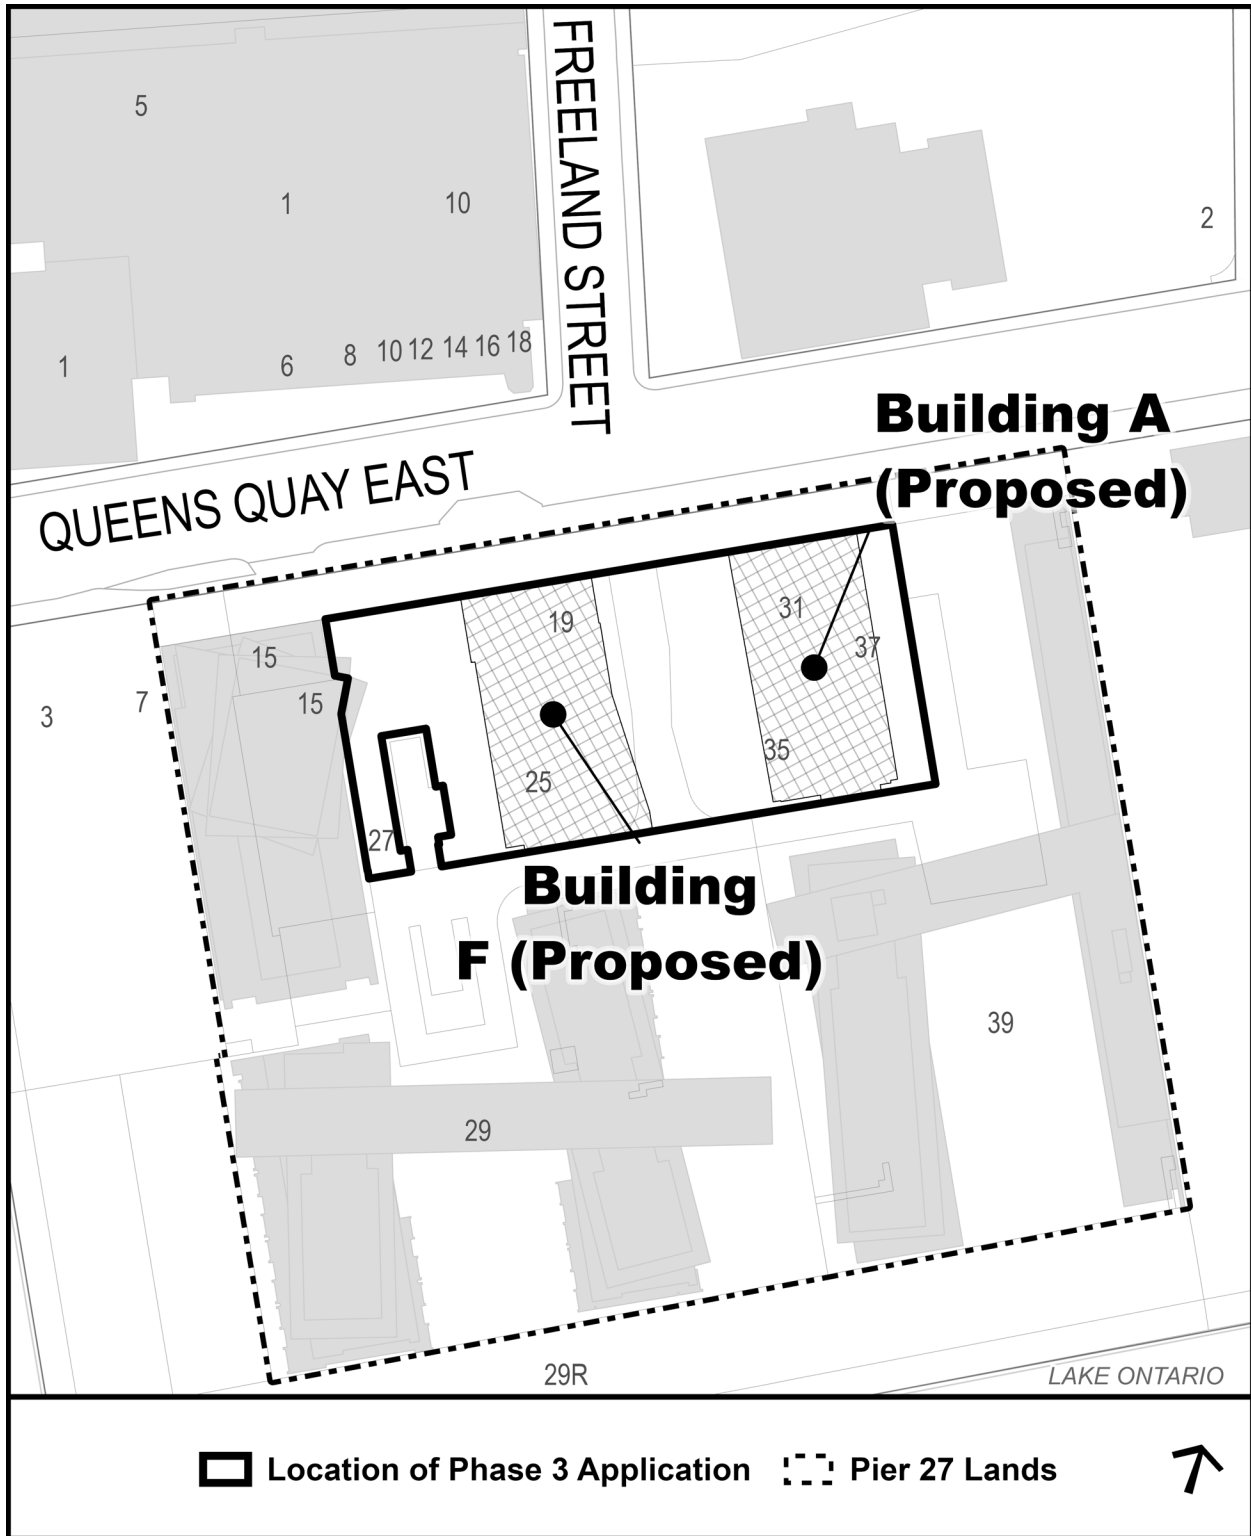 FREELAND STREET
5
1
10
2
1
6
8
10
12
14
16
18
Building A
(Proposed)
QUEENS QUAY EAST
19
31
37
15
15
7
3
35
25
27
Building
F (Proposed)
39
29
29R
LAKE ONTARIO
Location of Phase 3 Application
Pier 27 Lands